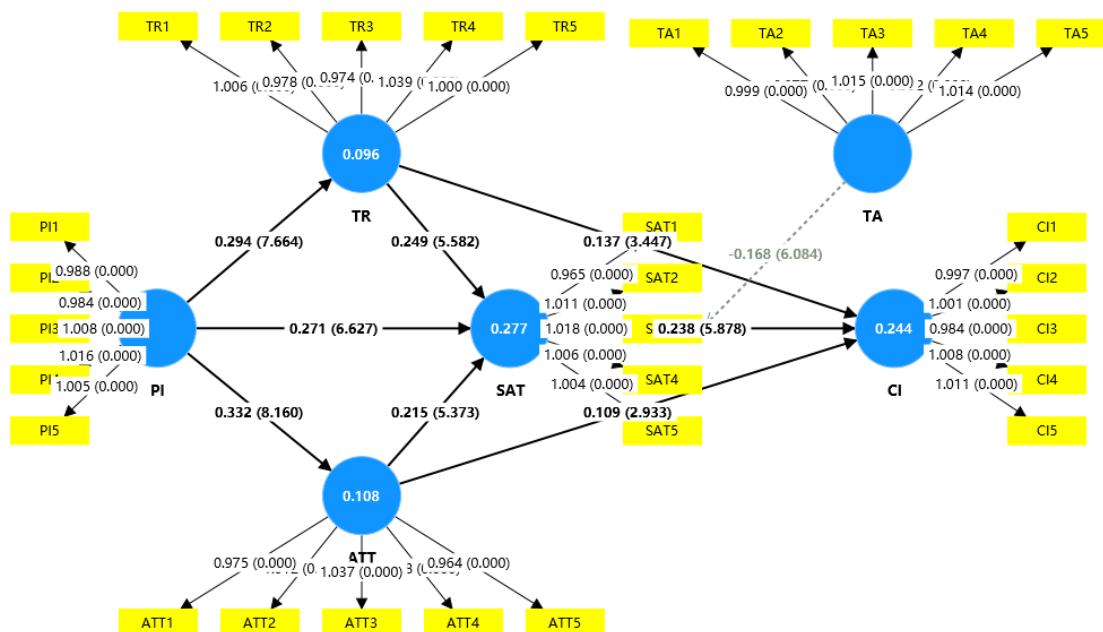 TR1 TR2 TR3 TR4 TR5
TA1 TA2 TA3 TA4 TA5
1.006 0.978 0.974 1.039 1.000 (0.000)
0.999 (0.000) 1.015 (0.000) 1.014 (0.000)
0.096
TR
TA
PI1
PI3
PI5
0.988 (0.000)
0.984 (0.000)
1.008 (0.000)
1.016 (0.000)
1.005 (0.000)
PI
0.294 (7.664)
0.249 (5.582)
0.137 (3.447)
-0.168 (6.084)
0.271 (6.627)
0.238 (5.878)
0.332 (8.160)
0.215 (5.373)
0.109 (2.933)
0.277
SAT
SAT1
SAT2
SAT4
SAT5
0.965 (0.000)
1.011 (0.000)
1.018 (0.000)
1.006 (0.000)
1.004 (0.000)
0.244
CI
0.997 (0.000)
1.001 (0.000)
0.984 (0.000)
1.008 (0.000)
1.011 (0.000)
CI1
CI2
CI3
CI4
CI5
0.108
ATT
0.975 (0.000) 1.037 (0.000) 0.964 (0.000)
ATT1 ATT2 ATT3 ATT4 ATT5